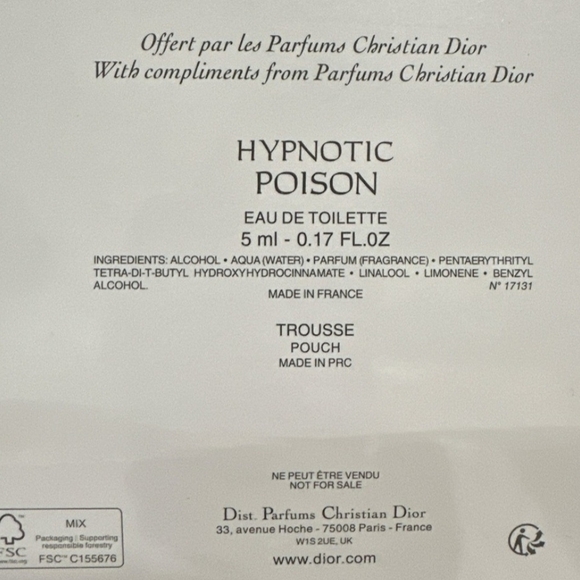 Offert par les Parfums Christian Dior
With compliments from Parfums Christian Dior
HYPNOTIC
POISON
EAU DE TOILETTE
5 ml - 0.17 FL.OZ
INGREDIENTS: ALCOHOL • AQUA (WATER) • PARFUM (FRAGRANCE) • PENTAERYTHRITYL
TETRA-DI-T-BUTYL HYDROXYHYDROCINNAMATE • LINALOOL • LIMONENE • BENZYL
ALCOHOL. N° 17131
MADE IN FRANCE
TROUSSE
POUCH
MADE IN PRC
NE PEUT ÊTRE VENDU
NOT FOR SALE
Dist. Parfums Christian Dior
33, avenue Hoche - 75008 Paris - France
W1S 2UE, UK
www.dior.com
MIX
Packaging | Supporting
responsible forestry
FSC™ C155676
FSC